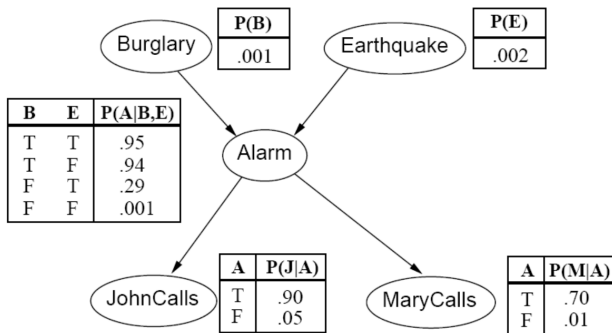 Burglary
P(B)
.001
Earthquake
P(E)
.002
B E P(A|B,E)
T T .95
T F .94
F T .29
F F .001
Alarm
JohnCalls
A P(J|A)
T .90
F .05
MaryCalls
A P(M|A)
T .70
F .01